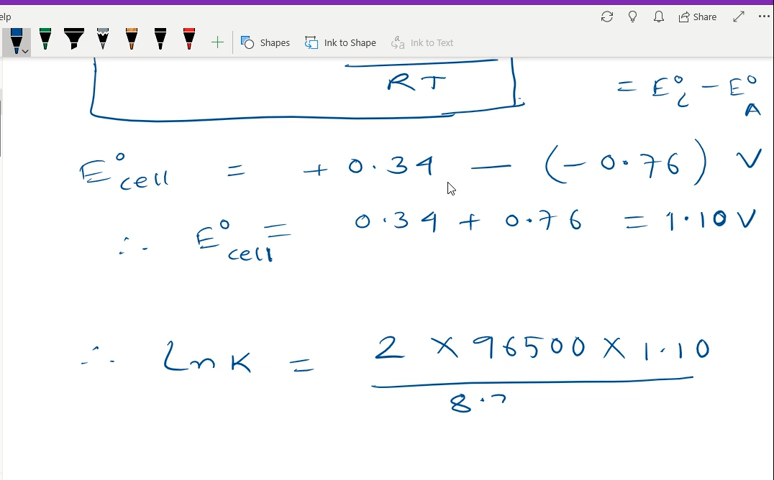 elp
Share
Shapes
Ink to Shape
Ink to Text
RT
= E°c - E°A
E°cell = + 0.34 — (-0.76) V
∴ E°cell = 0.34 + 0.76 = 1.10 V
∴ Ln K = 2 × 96500 × 1.10
8.